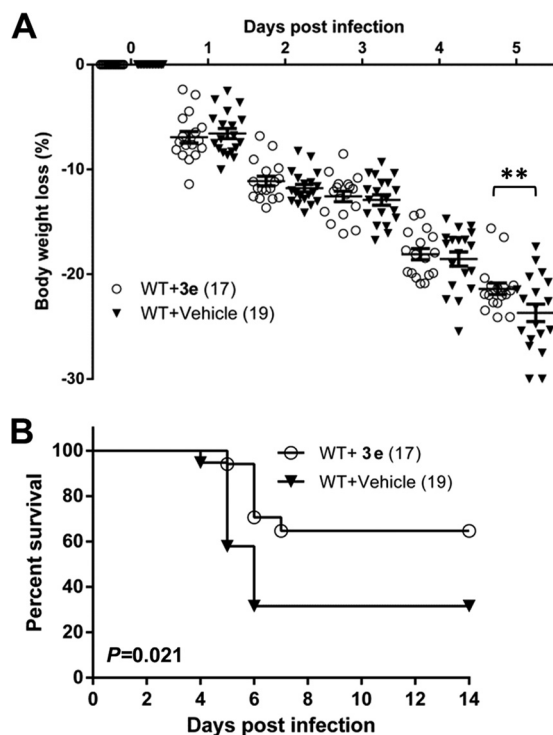 A
Days post infection
0 1 2 3 4 5
Body weight loss (%)
0
-10
-20
-30
**
WT+3e (17)
WT+Vehicle (19)
B
Percent survival
100
80
60
40
20
0
WT+ 3e (17)
WT+Vehicle (19)
P=0.021
0 2 4 6 8 10 12 14
Days post infection